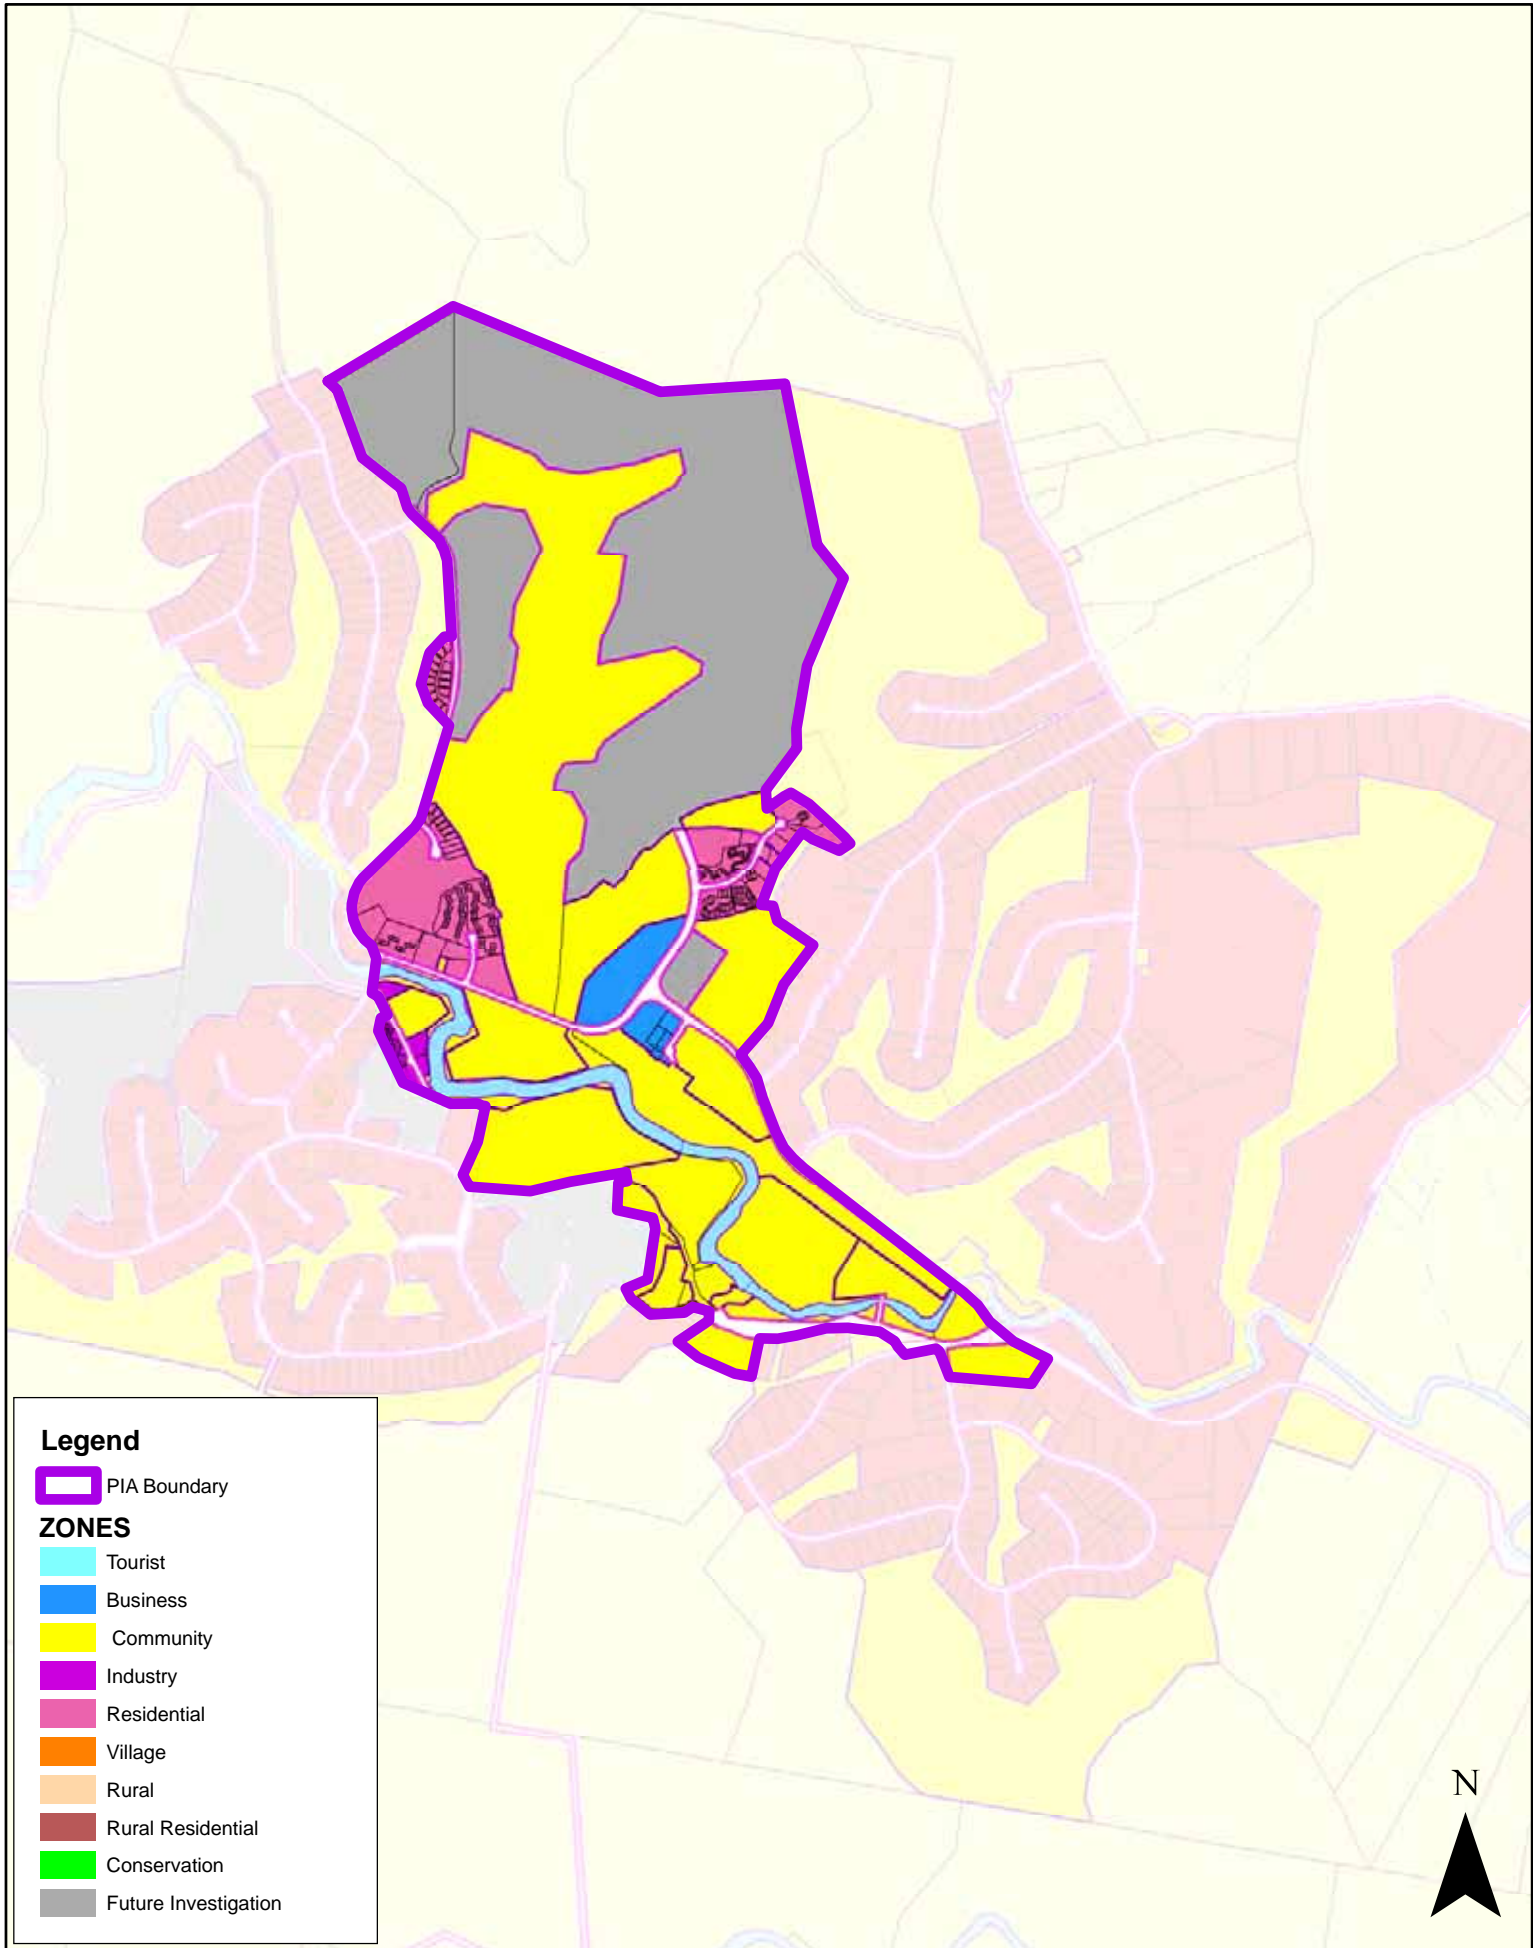 Legend
PIA Boundary
ZONES
Tourist
Business
Community
Industry
Residential
Village
Rural
Rural Residential
Conservation
Future Investigation
N